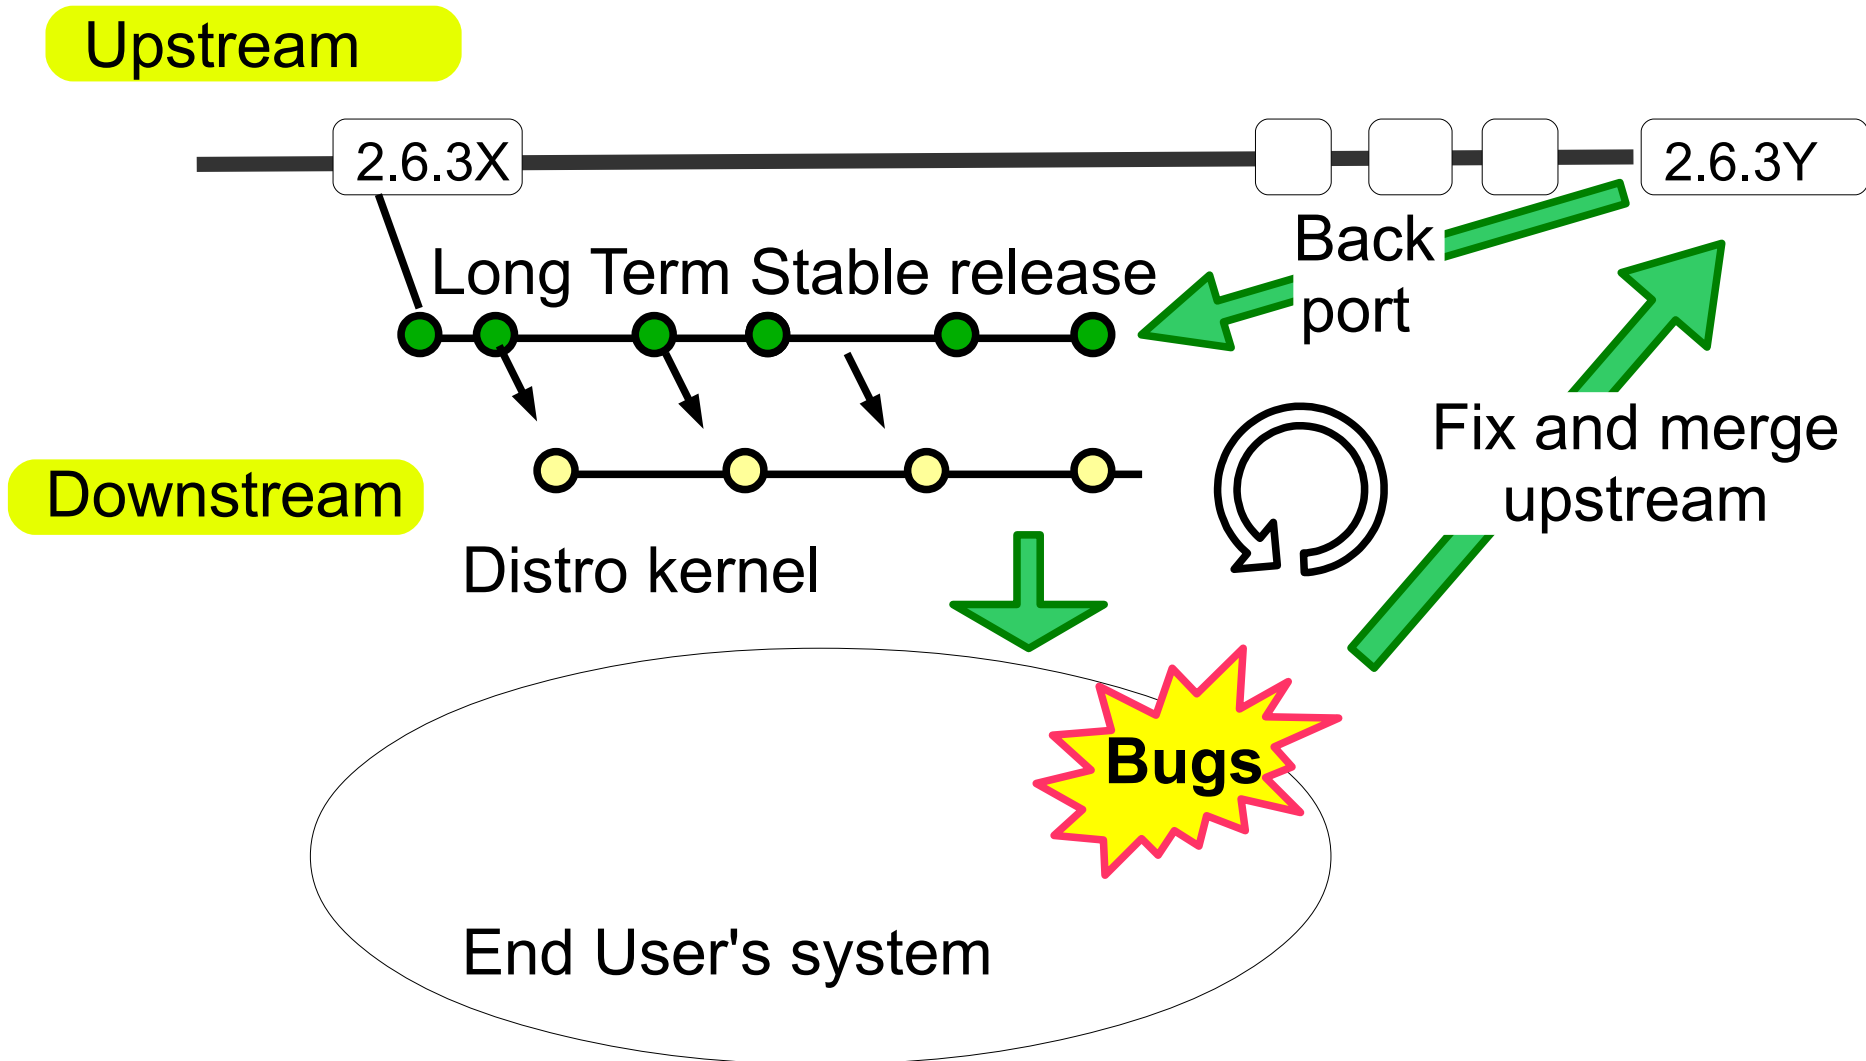 Upstream
2.6.3X
2.6.3Y
Back
port
Long Term Stable release
Fix and merge
upstream
Downstream
Distro kernel
Bugs
End User's system